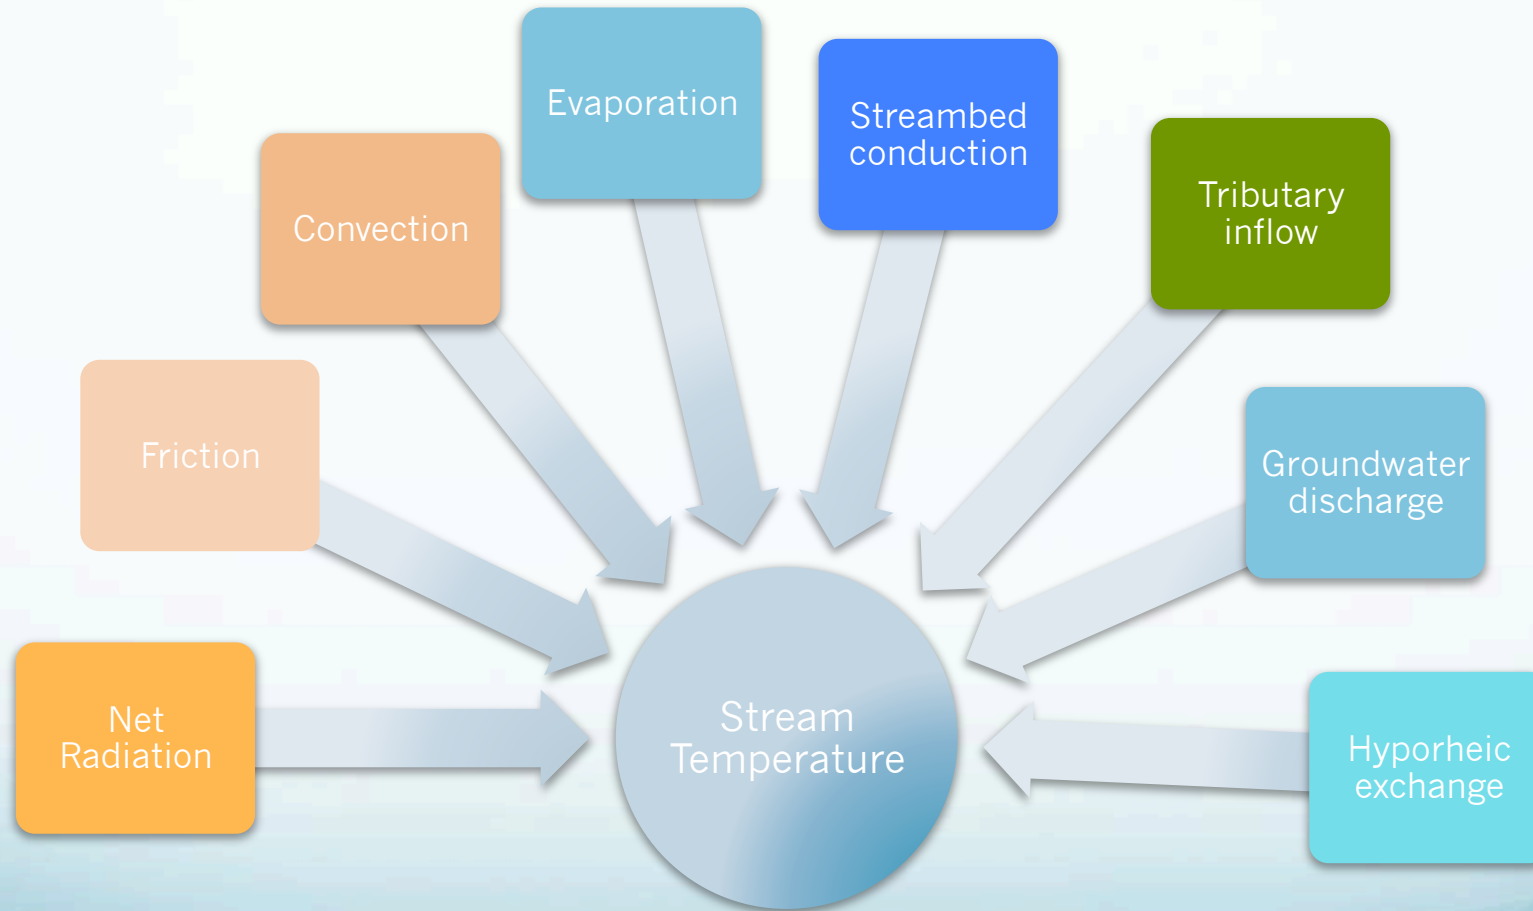 Evaporation
Streambed
conduction
Tributary
inflow
Convection
Friction
Groundwater
discharge
Net
Radiation
Stream
Temperature
Hyporheic
exchange